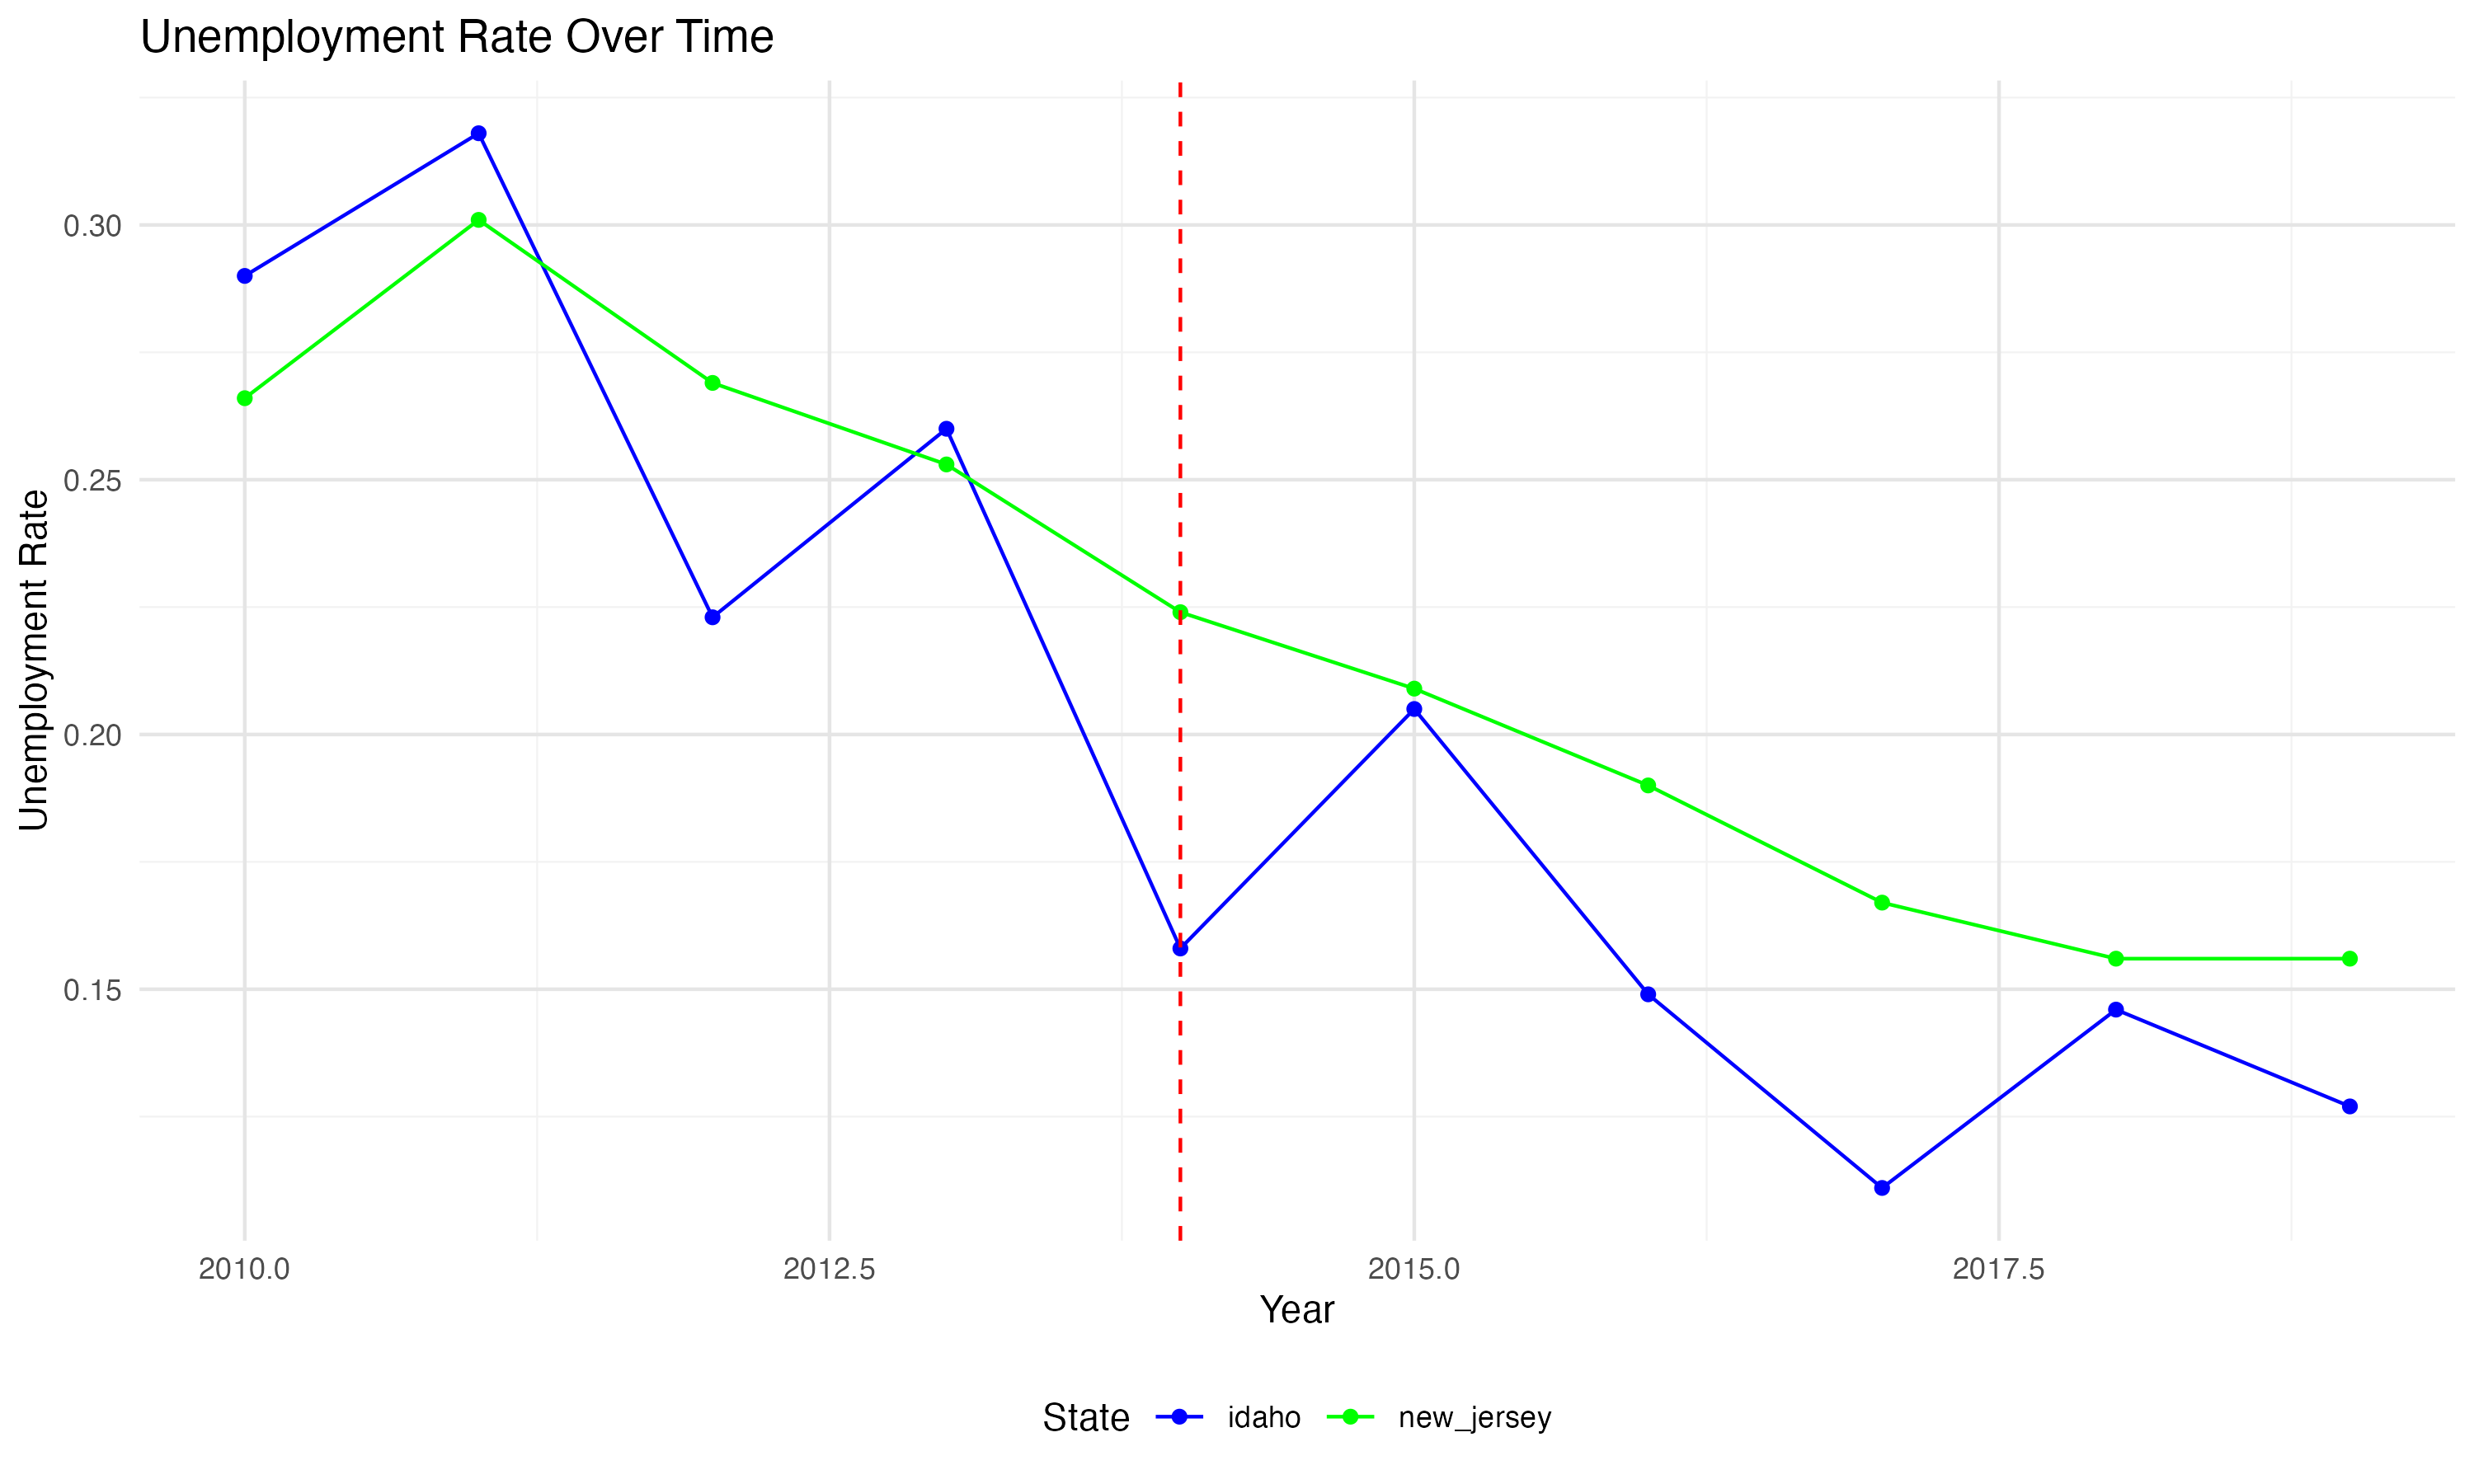 Unemployment Rate Over Time
Unemployment Rate
0.30
0.25
0.20
0.15
2010.0 2012.5 2015.0 2017.5
Year
State idaho new_jersey